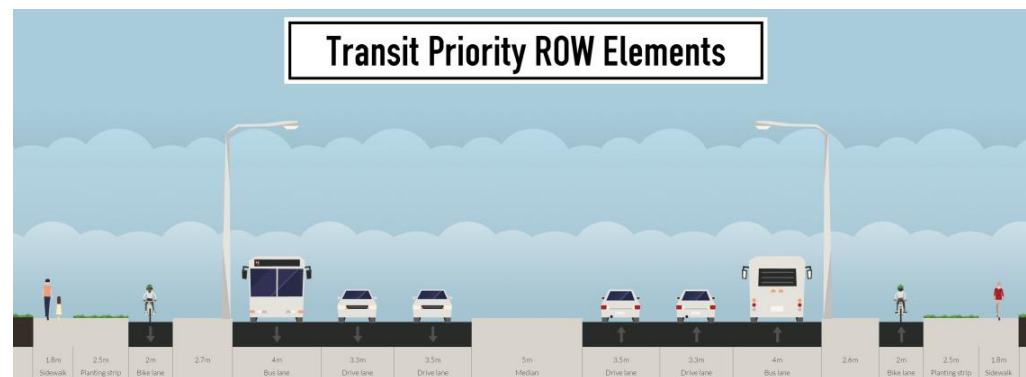 Transit Priority ROW Elements
1.8m 2.5m 2m 2.7m 4m 3.3m 3.5m 5m 3.5m 3.3m 4m 2.6m 2m 2.5m 1.8m
Sidewalk Planting strip Bike lane Bus lane Drive lane Drive lane Median Drive lane Drive lane Bus lane Bike lane Planting strip Sidewalk